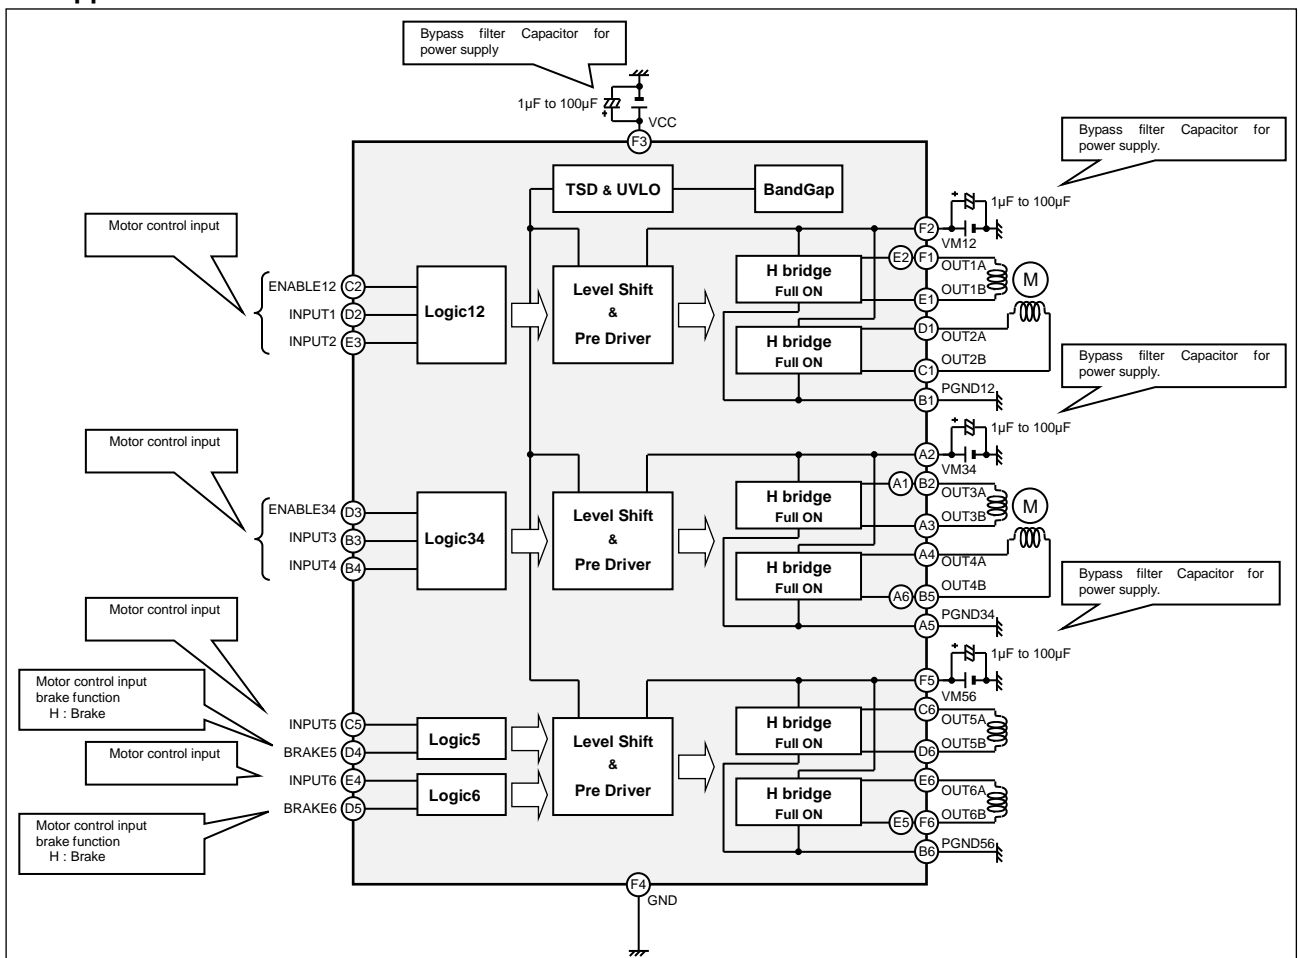 Bypass filter Capacitor for
power supply
1μF to 100μF
VCC
F3
Bypass filter Capacitor for
power supply.
TSD & UVLO
BandGap
1μF to 100μF
F2
VM12
Motor control input
ENABLE12 C2
INPUT1 D2
INPUT2 E3
Logic12
Level Shift
&
Pre Driver
H bridge
Full ON
H bridge
Full ON
E2 F1 OUT1A
E1 OUT1B
M
D1 OUT2A
C1 OUT2B
B1 PGND12
Bypass filter Capacitor for
power supply.
1μF to 100μF
A2
VM34
Motor control input
ENABLE34 D3
INPUT3 B3
INPUT4 B4
Logic34
Level Shift
&
Pre Driver
H bridge
Full ON
H bridge
Full ON
A1 B2 OUT3A
A3 OUT3B
M
A4 OUT4A
A6 B5 OUT4B
A5 PGND34
Bypass filter Capacitor for
power supply.
1μF to 100μF
F5
VM56
Motor control input
Motor control input
brake function
H : Brake
Motor control input
Motor control input
brake function
H : Brake
INPUT5 C5
BRAKE5 D4
INPUT6 E4
BRAKE6 D5
Logic5
Logic6
Level Shift
&
Pre Driver
H bridge
Full ON
H bridge
Full ON
C6 OUT5A
D6 OUT5B
E6 OUT6A
E5 F6 OUT6B
B6 PGND56
F4
GND